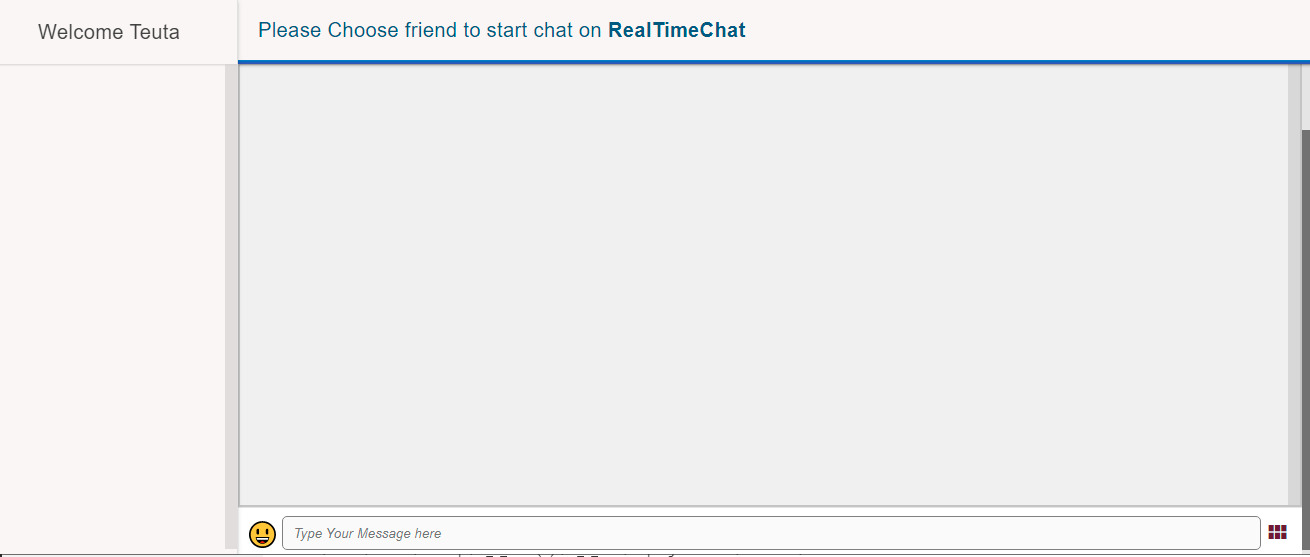 Welcome Teuta
Please Choose friend to start chat on RealTimeChat
Type Your Message here